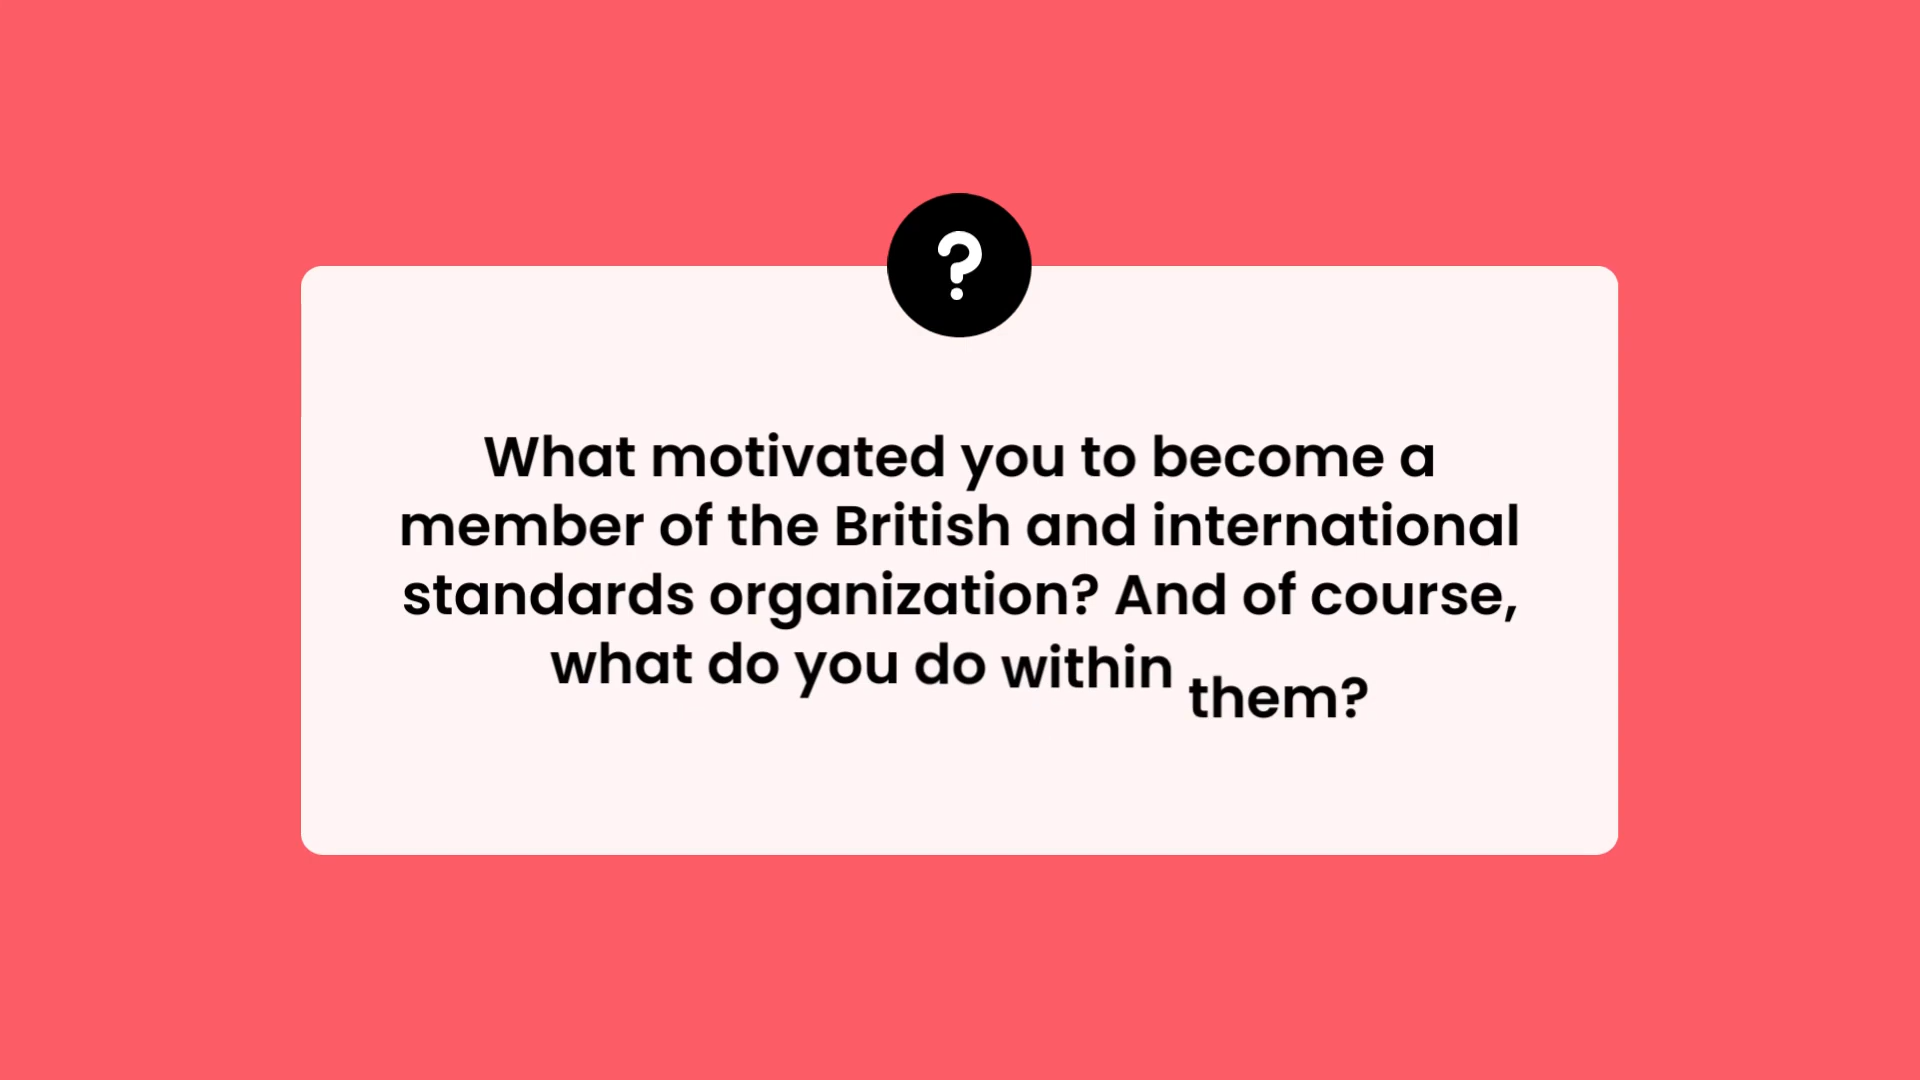 ?
What motivated you to become a
member of the British and international
standards organization? And of course,
what do you do within them?